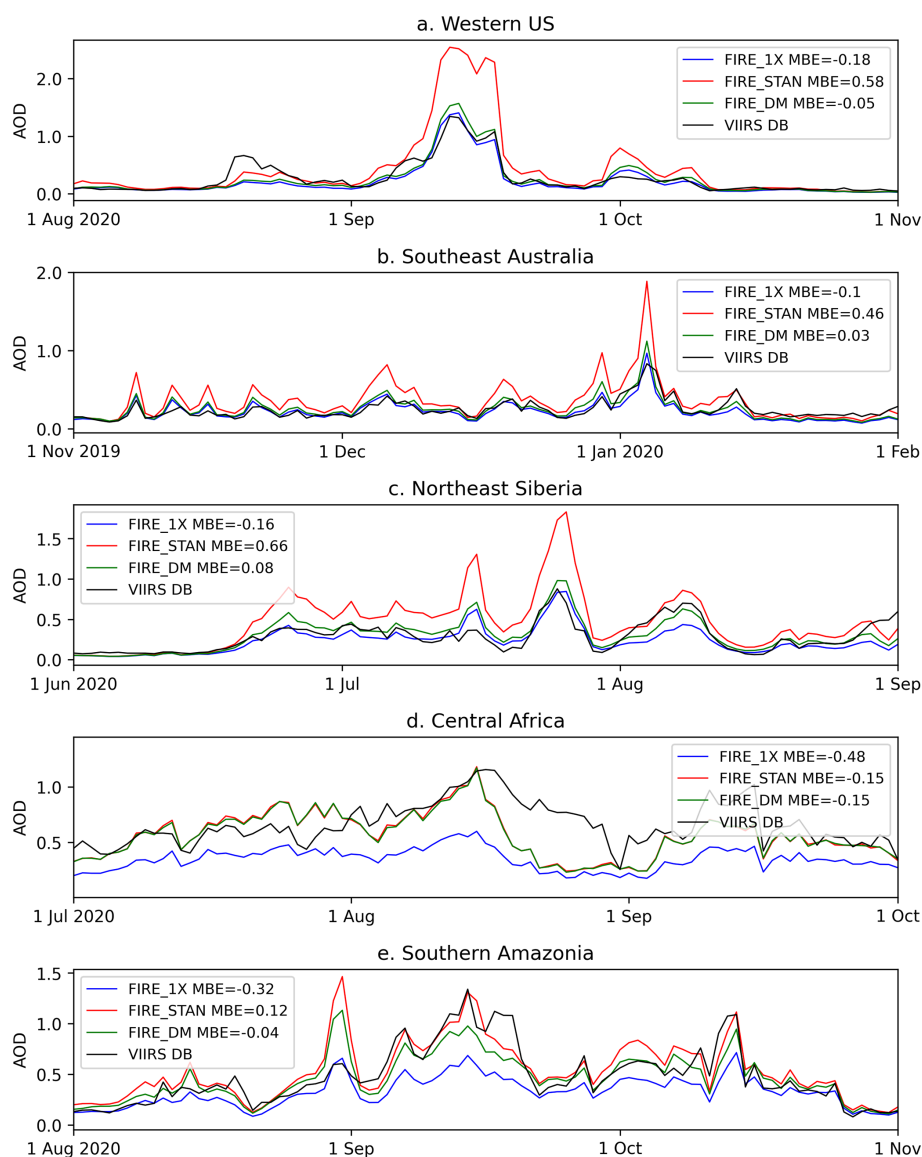 a. Western US
AOD
2.0
1.0
0.0
FIRE_1X MBE=-0.18
FIRE_STAN MBE=0.58
FIRE_DM MBE=-0.05
VIIRS DB
1 Aug 2020 1 Sep 1 Oct 1 Nov
b. Southeast Australia
AOD
2.0
1.0
0.0
FIRE_1X MBE=-0.1
FIRE_STAN MBE=0.46
FIRE_DM MBE=0.03
VIIRS DB
1 Nov 2019 1 Dec 1 Jan 2020 1 Feb
c. Northeast Siberia
AOD
1.5
1.0
0.5
0.0
FIRE_1X MBE=-0.16
FIRE_STAN MBE=0.66
FIRE_DM MBE=0.08
VIIRS DB
1 Jun 2020 1 Jul 1 Aug 1 Sep
d. Central Africa
AOD
1.0
0.5
FIRE_1X MBE=-0.48
FIRE_STAN MBE=-0.15
FIRE_DM MBE=-0.15
VIIRS DB
1 Jul 2020 1 Aug 1 Sep 1 Oct
e. Southern Amazonia
AOD
1.5
1.0
0.5
0.0
FIRE_1X MBE=-0.32
FIRE_STAN MBE=0.12
FIRE_DM MBE=-0.04
VIIRS DB
1 Aug 2020 1 Sep 1 Oct 1 Nov